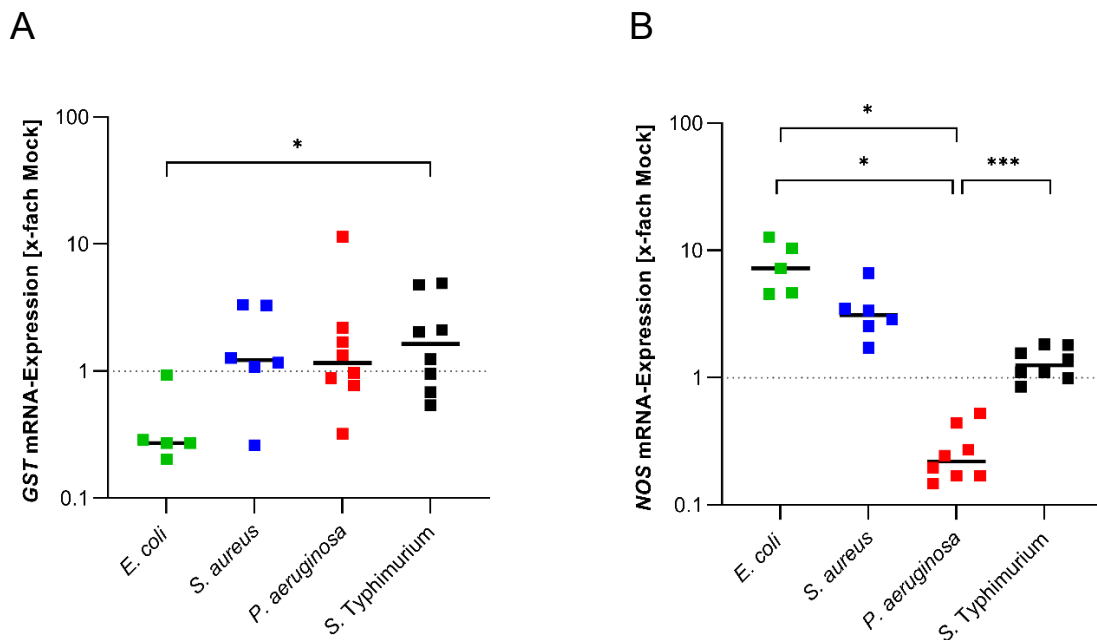 A
GST mRNA-Expression [x-fach Mock]
100
10
1
0.1
*
E. coli
S. aureus
P. aeruginosa
S. Typhimurium
B
NOS mRNA-Expression [x-fach Mock]
100
10
1
0.1
*
*
***
E. coli
S. aureus
P. aeruginosa
S. Typhimurium